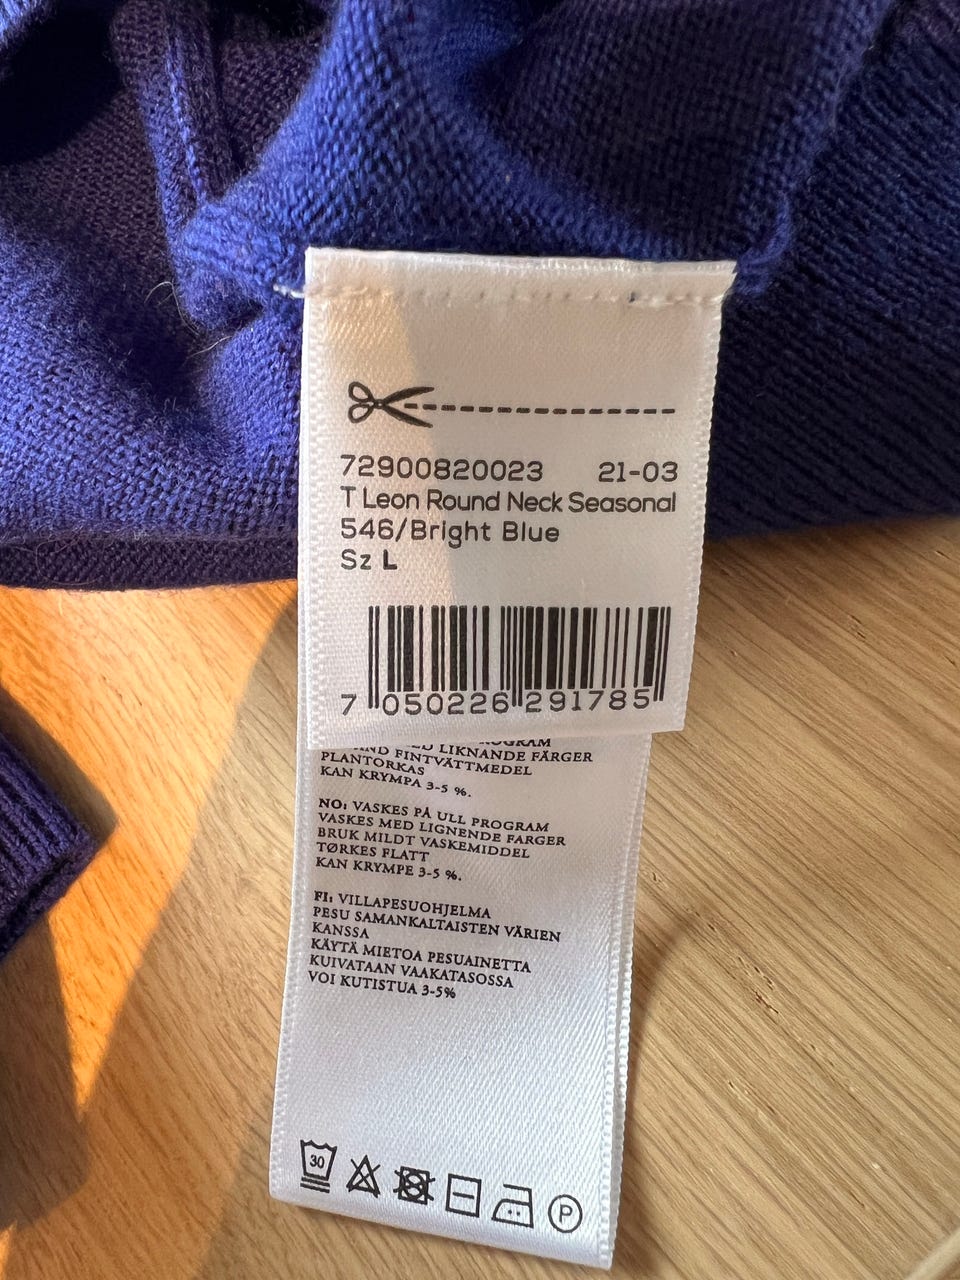 72900820023 21-03
T Leon Round Neck Seasonal
546/Bright Blue
Sz L
7 050226 291785
LIKNANDE FÄRGER
FINTVÄTTMEDEL
PLANTORKAS
KAN KRYMPA 3-5 %.
NO: VASKES PÅ ULL PROGRAM
VASKES MED LIGNENDE FARGER
BRUK MILDT VASKEMIDDEL
TØRKES FLATT
KAN KRYMPE 3-5 %.
FI: VILLAPESUOHJELMA
PESU SAMANKALTAISTEN VÄRIEN
KANSSA
KÄYTÄ MIETOA PESUAINETTA
KUIVATAAN VAAKATASOSSA
VOI KUTISTUA 3-5%
30 P